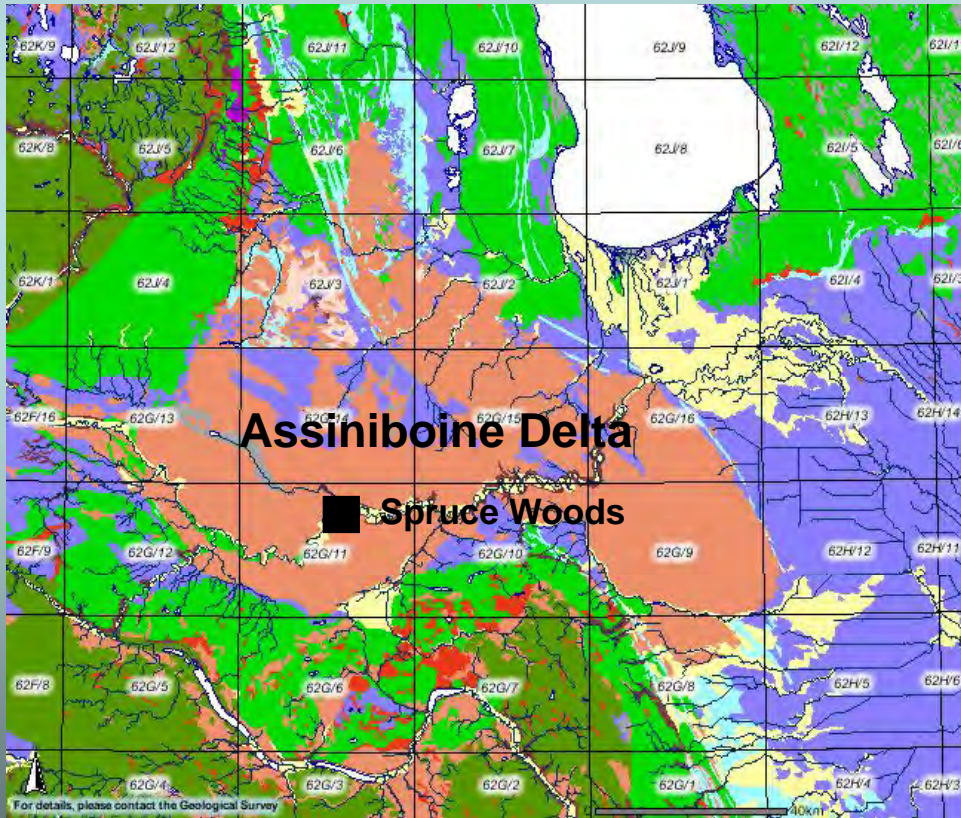 62K/9 62J/12 62J/11 62J/10 62J/9 62I/12 62I/1
62K/8 62J/5 62J/6 62J/7 62J/8 62I/5 62I/6
62K/1 62J/4 62J/3 62J/2 62J/1 62I/4 62I/3
62F/16 62G/13 62G/14 62G/15 62G/16 62H/13 62H/14
Assiniboine Delta
Spruce Woods
62F/9 62G/12 62G/11 62G/10 62G/9 62H/12 62H/11
62F/8 62G/5 62G/6 62G/7 62G/8 62H/5 62H/6
62G/4 62G/3 62G/2 62G/1 62H/4 62H/3
For details, please contact the Geological Survey
0 40km